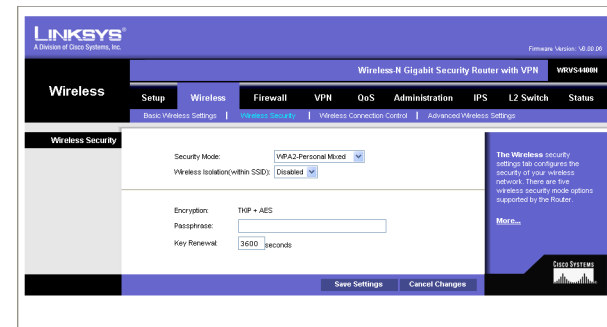 LINKSYS®
A Division of Cisco Systems, Inc.
Firmware Version: V0.00.06
Wireless-N Gigabit Security Router with VPN WRVS4400N
Wireless
Setup Wireless Firewall VPN QoS Administration IPS L2 Switch Status
Basic Wireless Settings | Wireless Security | Wireless Connection Control | Advanced Wireless Settings
Wireless Security
Security Mode: WPA2-Personal Mixed
Wireless Isolation(within SSID): Disabled
Encryption: TKIP + AES
Passphrase:
Key Renewal: 3600 seconds
The Wireless security
settings tab configures the
security of your wireless
network. There are five
wireless security mode options
supported by the Router.
More...
CISCO SYSTEMS
Save Settings Cancel Changes